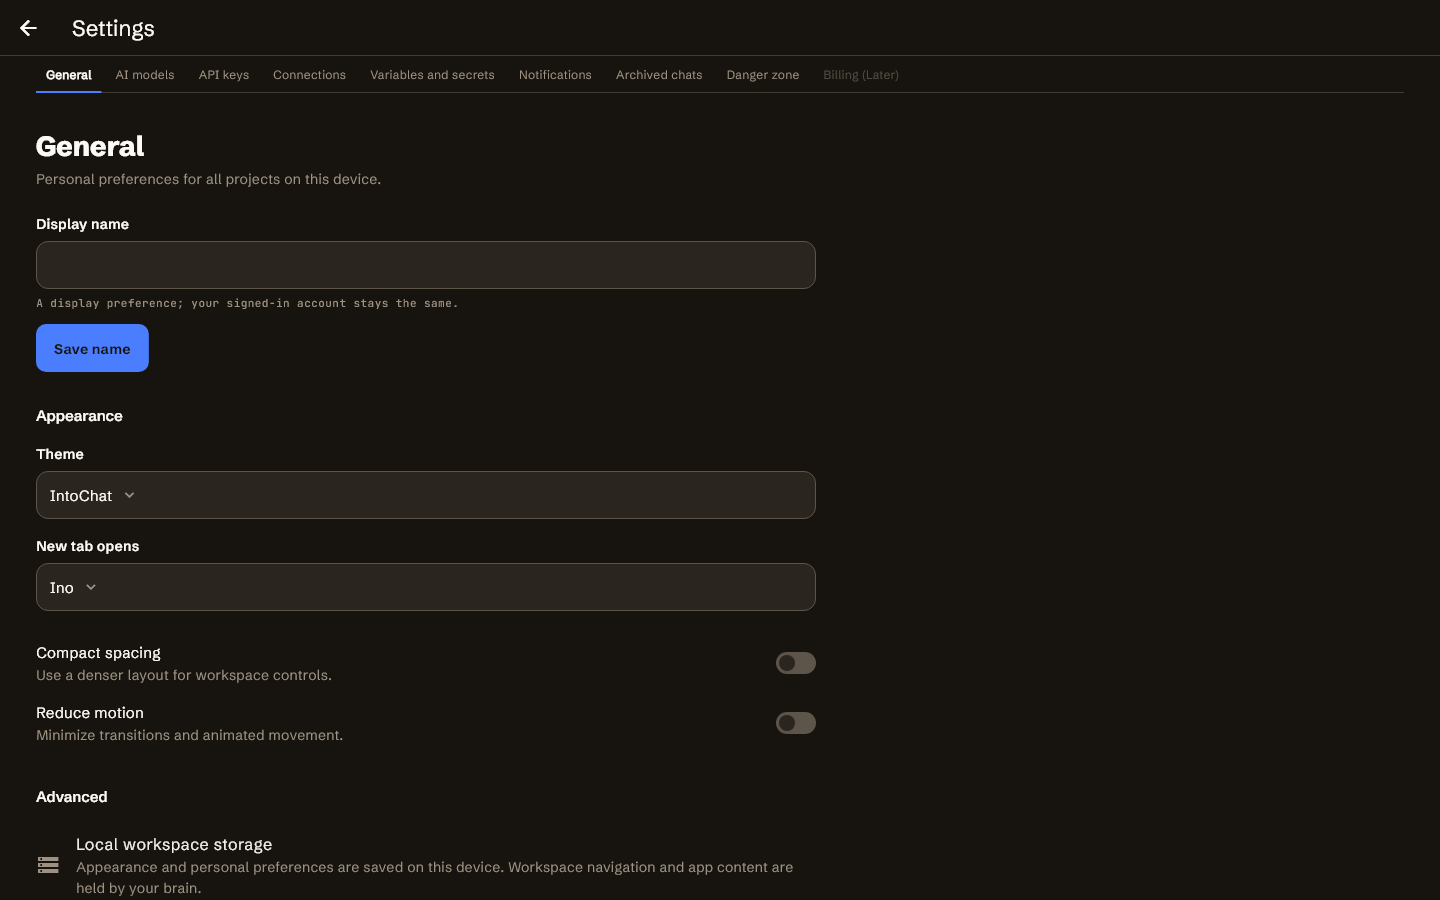 Settings
General
AI models
API keys
Connections
Variables and secrets
Notifications
Archived chats
Danger zone
Billing (Later)
General
Personal preferences for all projects on this device.
Display name
A display preference; your signed-in account stays the same.
Save name
Appearance
Theme
IntoChat
New tab opens
Ino
Compact spacing
Use a denser layout for workspace controls.
Reduce motion
Minimize transitions and animated movement.
Advanced
Local workspace storage
Appearance and personal preferences are saved on this device. Workspace navigation and app content are
held by your brain.